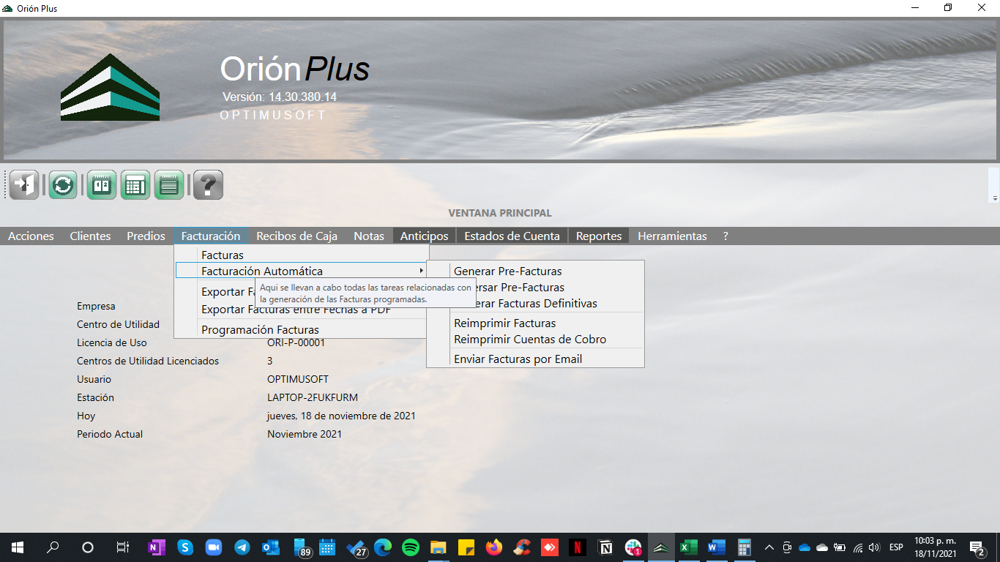 Orión Plus
Orión Plus
Versión: 14.30.380.14
OPTIMUSOFT
VENTANA PRINCIPAL
Acciones Clientes Predios Facturación Recibos de Caja Notas Anticipos Estados de Cuenta Reportes Herramientas ?
Facturas
Facturación Automática
Exportar
Exportar Facturas entre Fechas a PDF
Programación Facturas
Aqui se llevan a cabo todas las tareas relacionadas con
la generación de las Facturas programadas.
Generar Pre-Facturas
Pre-Facturas
Facturas Definitivas
Reimprimir Facturas
Reimprimir Cuentas de Cobro
Enviar Facturas por Email
Empresa
Centro de Utilidad
Licencia de Uso ORI-P-00001
Centros de Utilidad Licenciados 3
Usuario OPTIMUSOFT
Estación LAPTOP-2FUKFURM
Hoy jueves, 18 de noviembre de 2021
Periodo Actual Noviembre 2021
89
27
1
ESP
10:03 p. m.
18/11/2021
2